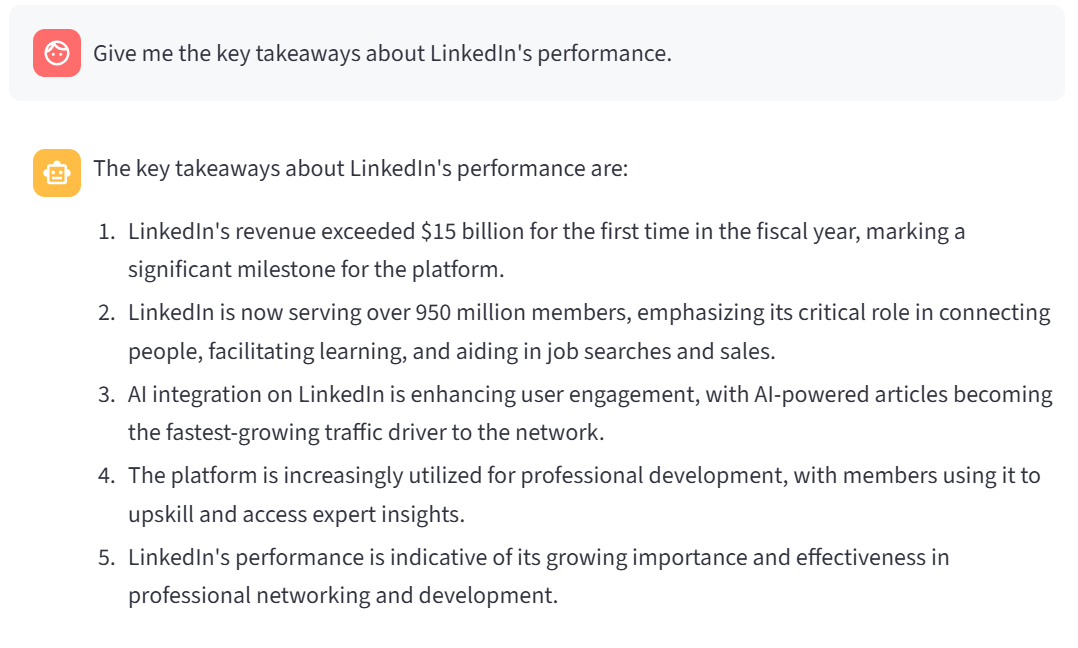 Give me the key takeaways about LinkedIn's performance.
The key takeaways about LinkedIn's performance are:
1. LinkedIn's revenue exceeded $15 billion for the first time in the fiscal year, marking a
significant milestone for the platform.
2. LinkedIn is now serving over 950 million members, emphasizing its critical role in connecting
people, facilitating learning, and aiding in job searches and sales.
3. AI integration on LinkedIn is enhancing user engagement, with AI-powered articles becoming
the fastest-growing traffic driver to the network.
4. The platform is increasingly utilized for professional development, with members using it to
upskill and access expert insights.
5. LinkedIn's performance is indicative of its growing importance and effectiveness in
professional networking and development.